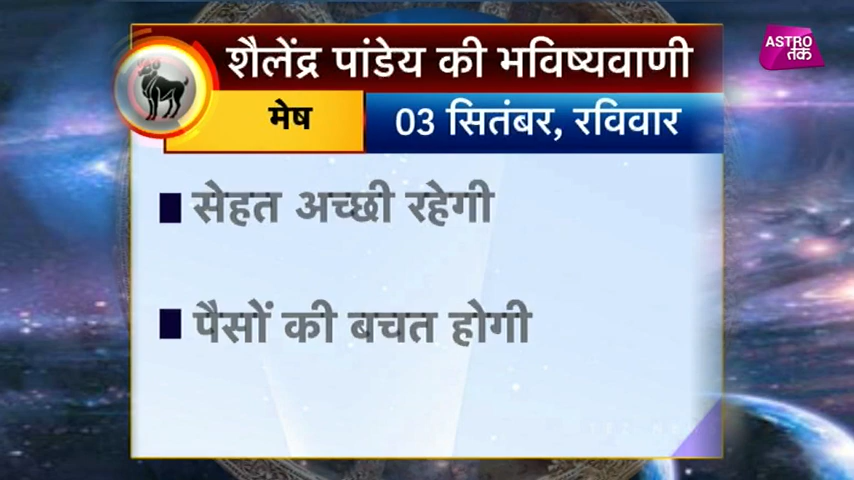 ASTRO
तक
शैलेंद्र पांडेय की भविष्यवाणी
मेष
03 सितंबर, रविवार
सेहत अच्छी रहेगी
पैसों की बचत होगी